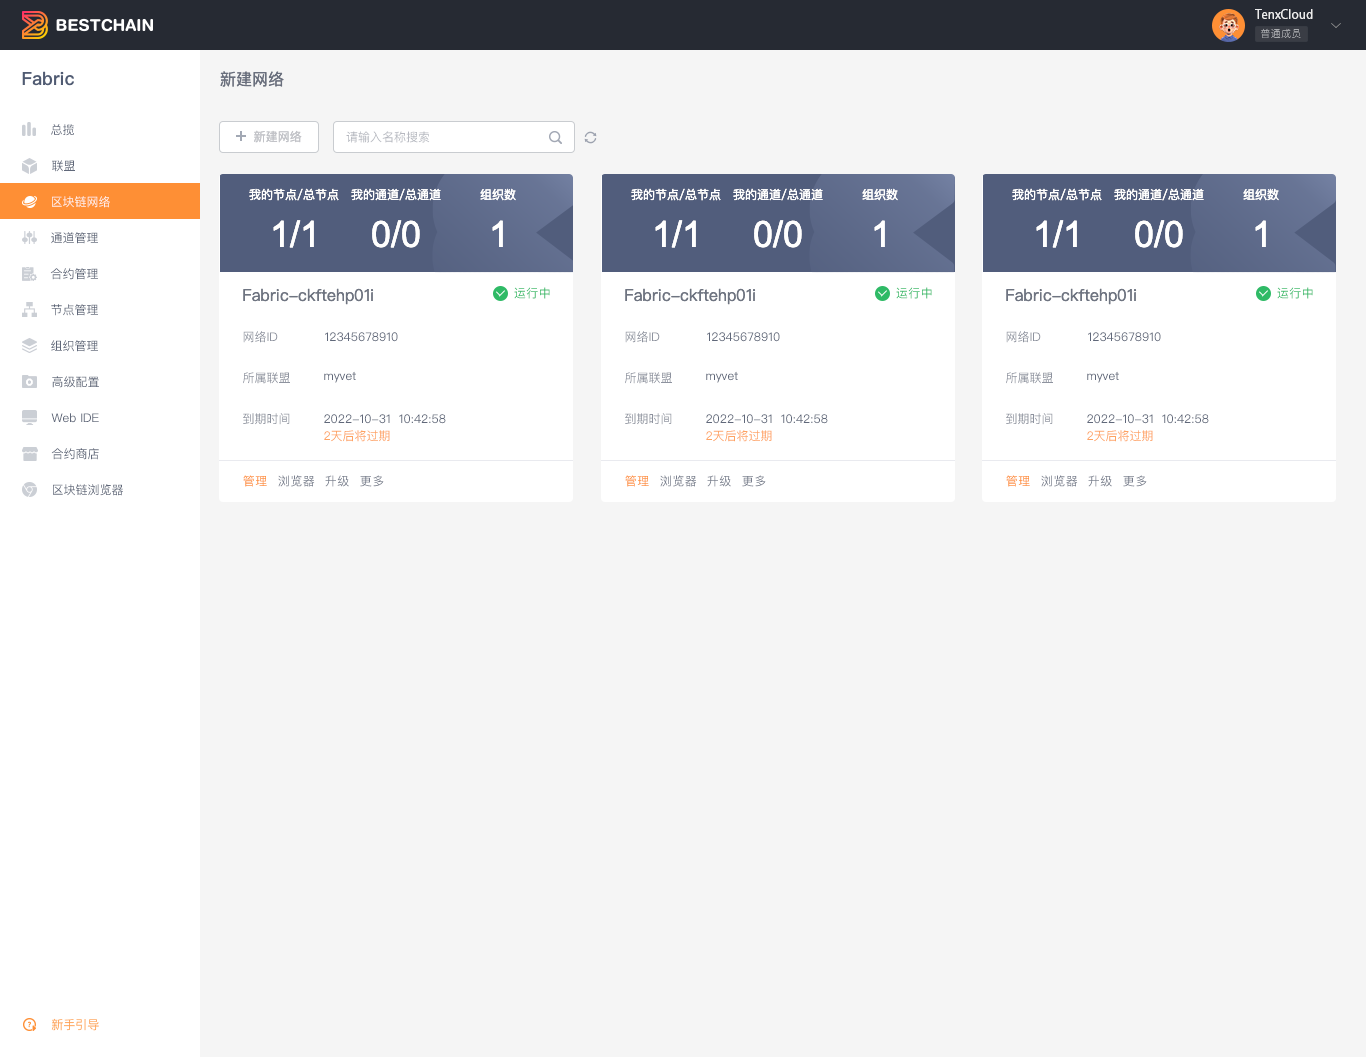 BESTCHAIN
TenxCloud
普通成员
Fabric
总揽
联盟
区块链网络
通道管理
合约管理
节点管理
组织管理
高级配置
Web IDE
合约商店
区块链浏览器
新手引导
新建网络
+ 新建网络
请输入名称搜索
我的节点/总节点 我的通道/总通道 组织数
1/1 0/0 1
Fabric-ckftehp01i 运行中
网络ID 12345678910
所属联盟 myvet
到期时间 2022-10-31 10:42:58
2天后将过期
管理 浏览器 升级 更多
我的节点/总节点 我的通道/总通道 组织数
1/1 0/0 1
Fabric-ckftehp01i 运行中
网络ID 12345678910
所属联盟 myvet
到期时间 2022-10-31 10:42:58
2天后将过期
管理 浏览器 升级 更多
我的节点/总节点 我的通道/总通道 组织数
1/1 0/0 1
Fabric-ckftehp01i 运行中
网络ID 12345678910
所属联盟 myvet
到期时间 2022-10-31 10:42:58
2天后将过期
管理 浏览器 升级 更多